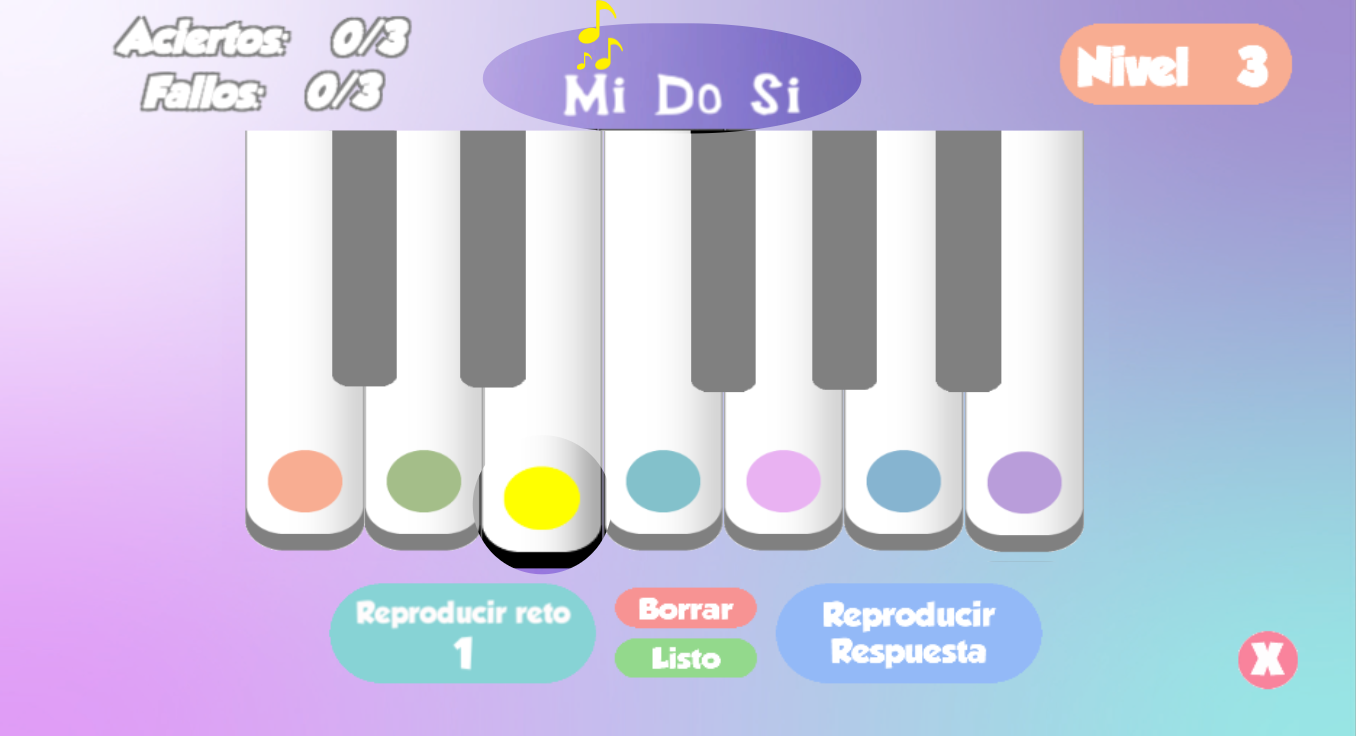 Aciertos: 0/3
Fallos: 0/3
Mi Do Si
Nivel 3
Reproducir reto
1
Borrar
Listo
Reproducir
Respuesta
X